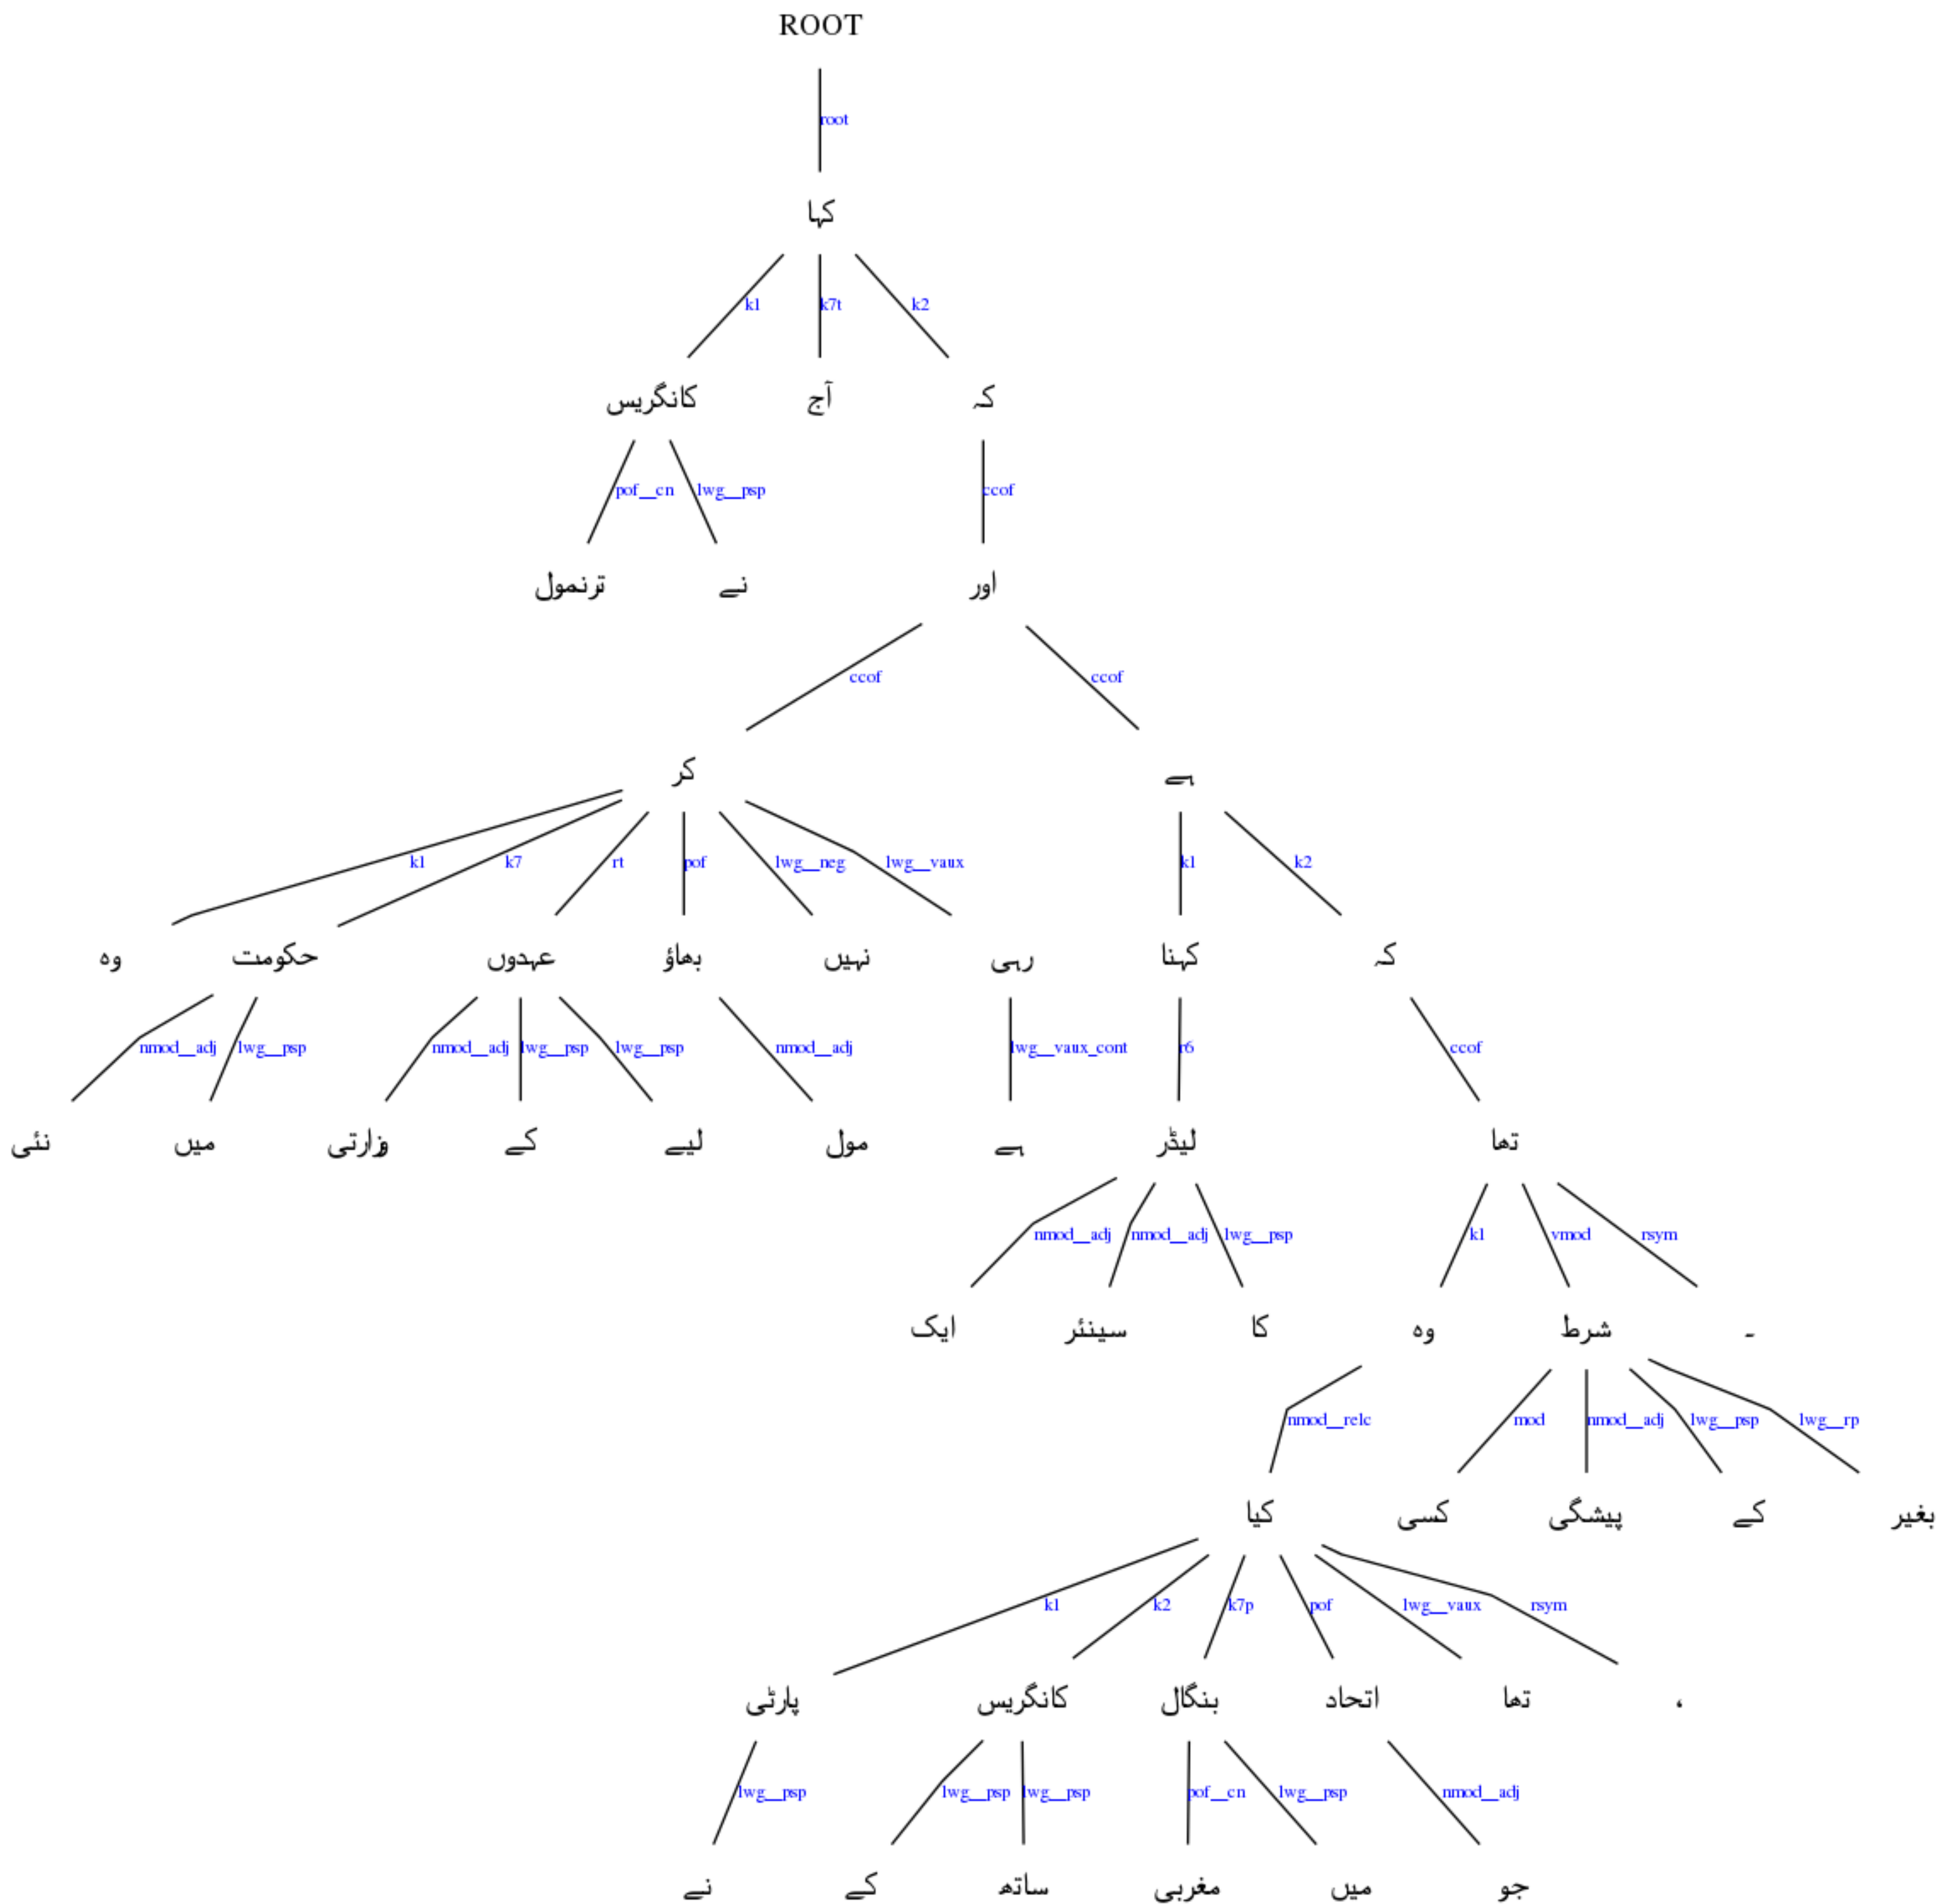 ROOT
root
کہا
k1 k7t k2
کانگریس آج کہ
pof__cn lwg__psp ccof
ترنمول نے اور
ccof ccof
کر ہے
k1 k7 rt pof lwg__neg lwg__vaux k1 k2
وہ حکومت عہدوں بھاؤ نہیں رہی کہنا کہ
nmod__adj lwg__psp nmod__adj lwg__psp lwg__psp nmod__adj lwg__vaux_cont r6 ccof
نئی میں وزارتی کے لیے مول ہے لیڈر تھا
nmod__adj nmod__adj lwg__psp k1 vmod rsym
ایک سینئر کا وہ شرط ۔
nmod__relc mod nmod__adj lwg__psp lwg__rp
کیا کسی پیشگی کے بغیر
k1 k2 k7p pof lwg__vaux rsym
پارٹی کانگریس بنگال اتحاد تھا ،
lwg__psp lwg__psp lwg__psp pof__cn lwg__psp nmod__adj
نے کے ساتھ مغربی میں جو